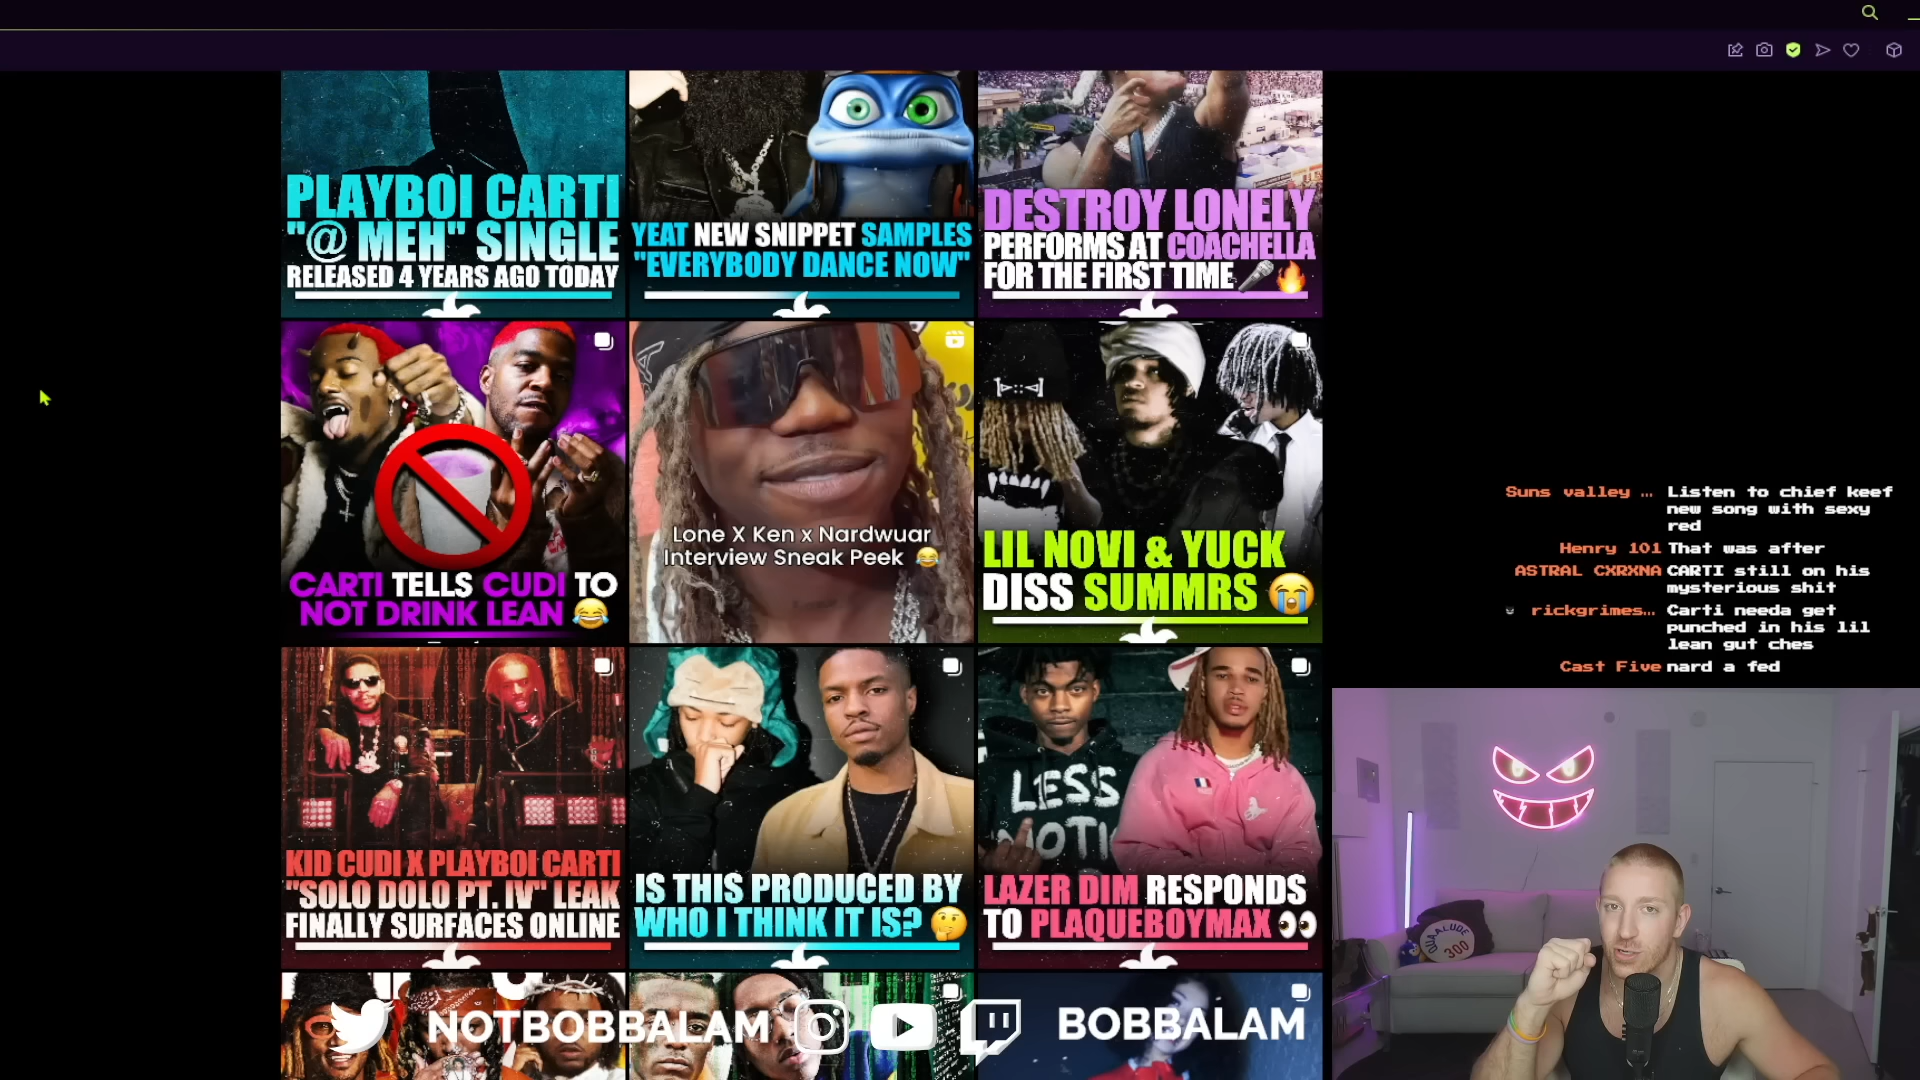 PLAYBOI CARTI
"@ MEH" SINGLE
RELEASED 4 YEARS AGO TODAY
YEAT NEW SNIPPET SAMPLES
"EVERYBODY DANCE NOW"
DESTROY LONELY
PERFORMS AT COACHELLA
FOR THE FIRST TIME🎤🔥
CARTI TELLS CUDI TO
NOT DRINK LEAN 😂
Lone X Ken x Nardwuar
Interview Sneak Peek 😂
LIL NOVI & YUCK
DISS SUMMRS 😭
KID CUDI X PLAYBOI CARTI
"SOLO DOLO PT. IV" LEAK
FINALLY SURFACES ONLINE
IS THIS PRODUCED BY
WHO I THINK IT IS? 🤔
LESS
MOTI
LAZER DIM RESPONDS
TO PLAQUEBOYMAX 👀
Suns valley ... Listen to chief keef
new song with sexy
red
Henry 101 That was after
ASTRAL CXRXNA CARTI still on his
mysterious shit
rickgrimes... Carti needa get
punched in his lil
lean gut ches
Cast Five nard a fed
QUAALUDE
300
NOTBOBBALAM
BOBBALAM